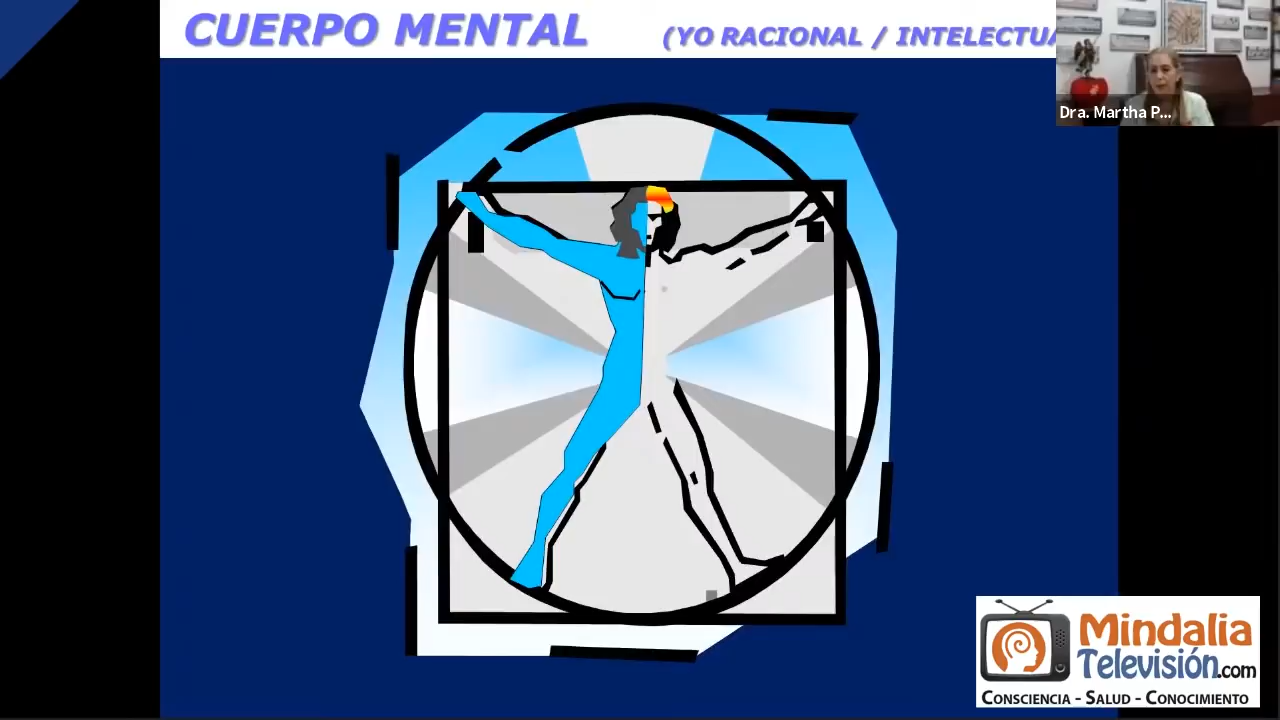 CUERPO MENTAL (YO RACIONAL / INTELECTUA
Dra. Martha P...
Mindalia
Televisión.com
CONSCIENCIA - SALUD - CONOCIMIENTO